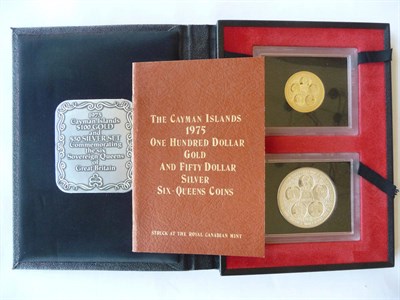 1975
Cayman Islands
$100 GOLD
and
$50 SILVER SET
Commemorating
the six
Sovereign Queens
of
Great Britain
THE CAYMAN ISLANDS
1975
ONE HUNDRED DOLLAR
GOLD
AND FIFTY DOLLAR
SILVER
SIX-QUEENS COINS
STRUCK AT THE ROYAL CANADIAN MINT